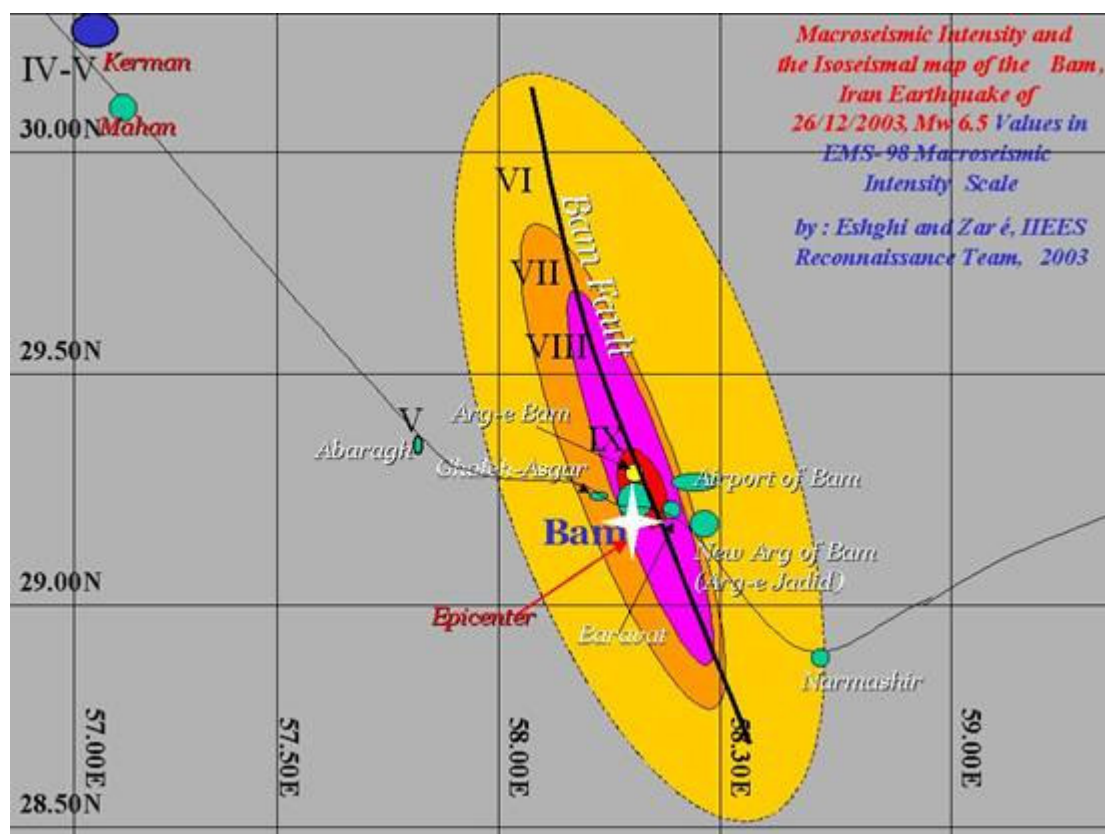 Macroseismic Intensity and
the Isoseismal map of the Bam,
Iran Earthquake of
26/12/2003, Mw 6.5 Values in
EMS-98 Macroseismic
Intensity Scale
by : Eshghi and Zar é, IIEES
Reconnaissance Team, 2003
Kerman
IV-V
Mahan
30.00N
VI
Bam Fault
VII
VIII
29.50N
V
Arg-e Bam
Abaragh
IX
Gholeh-Asgar
Airport of Bam
Bam
New Arg of Bam
(Arg-e Jadid)
29.00N
Epicenter
Baravat
Narmashir
57.00E
57.50E
58.00E
58.30E
59.00E
28.50N